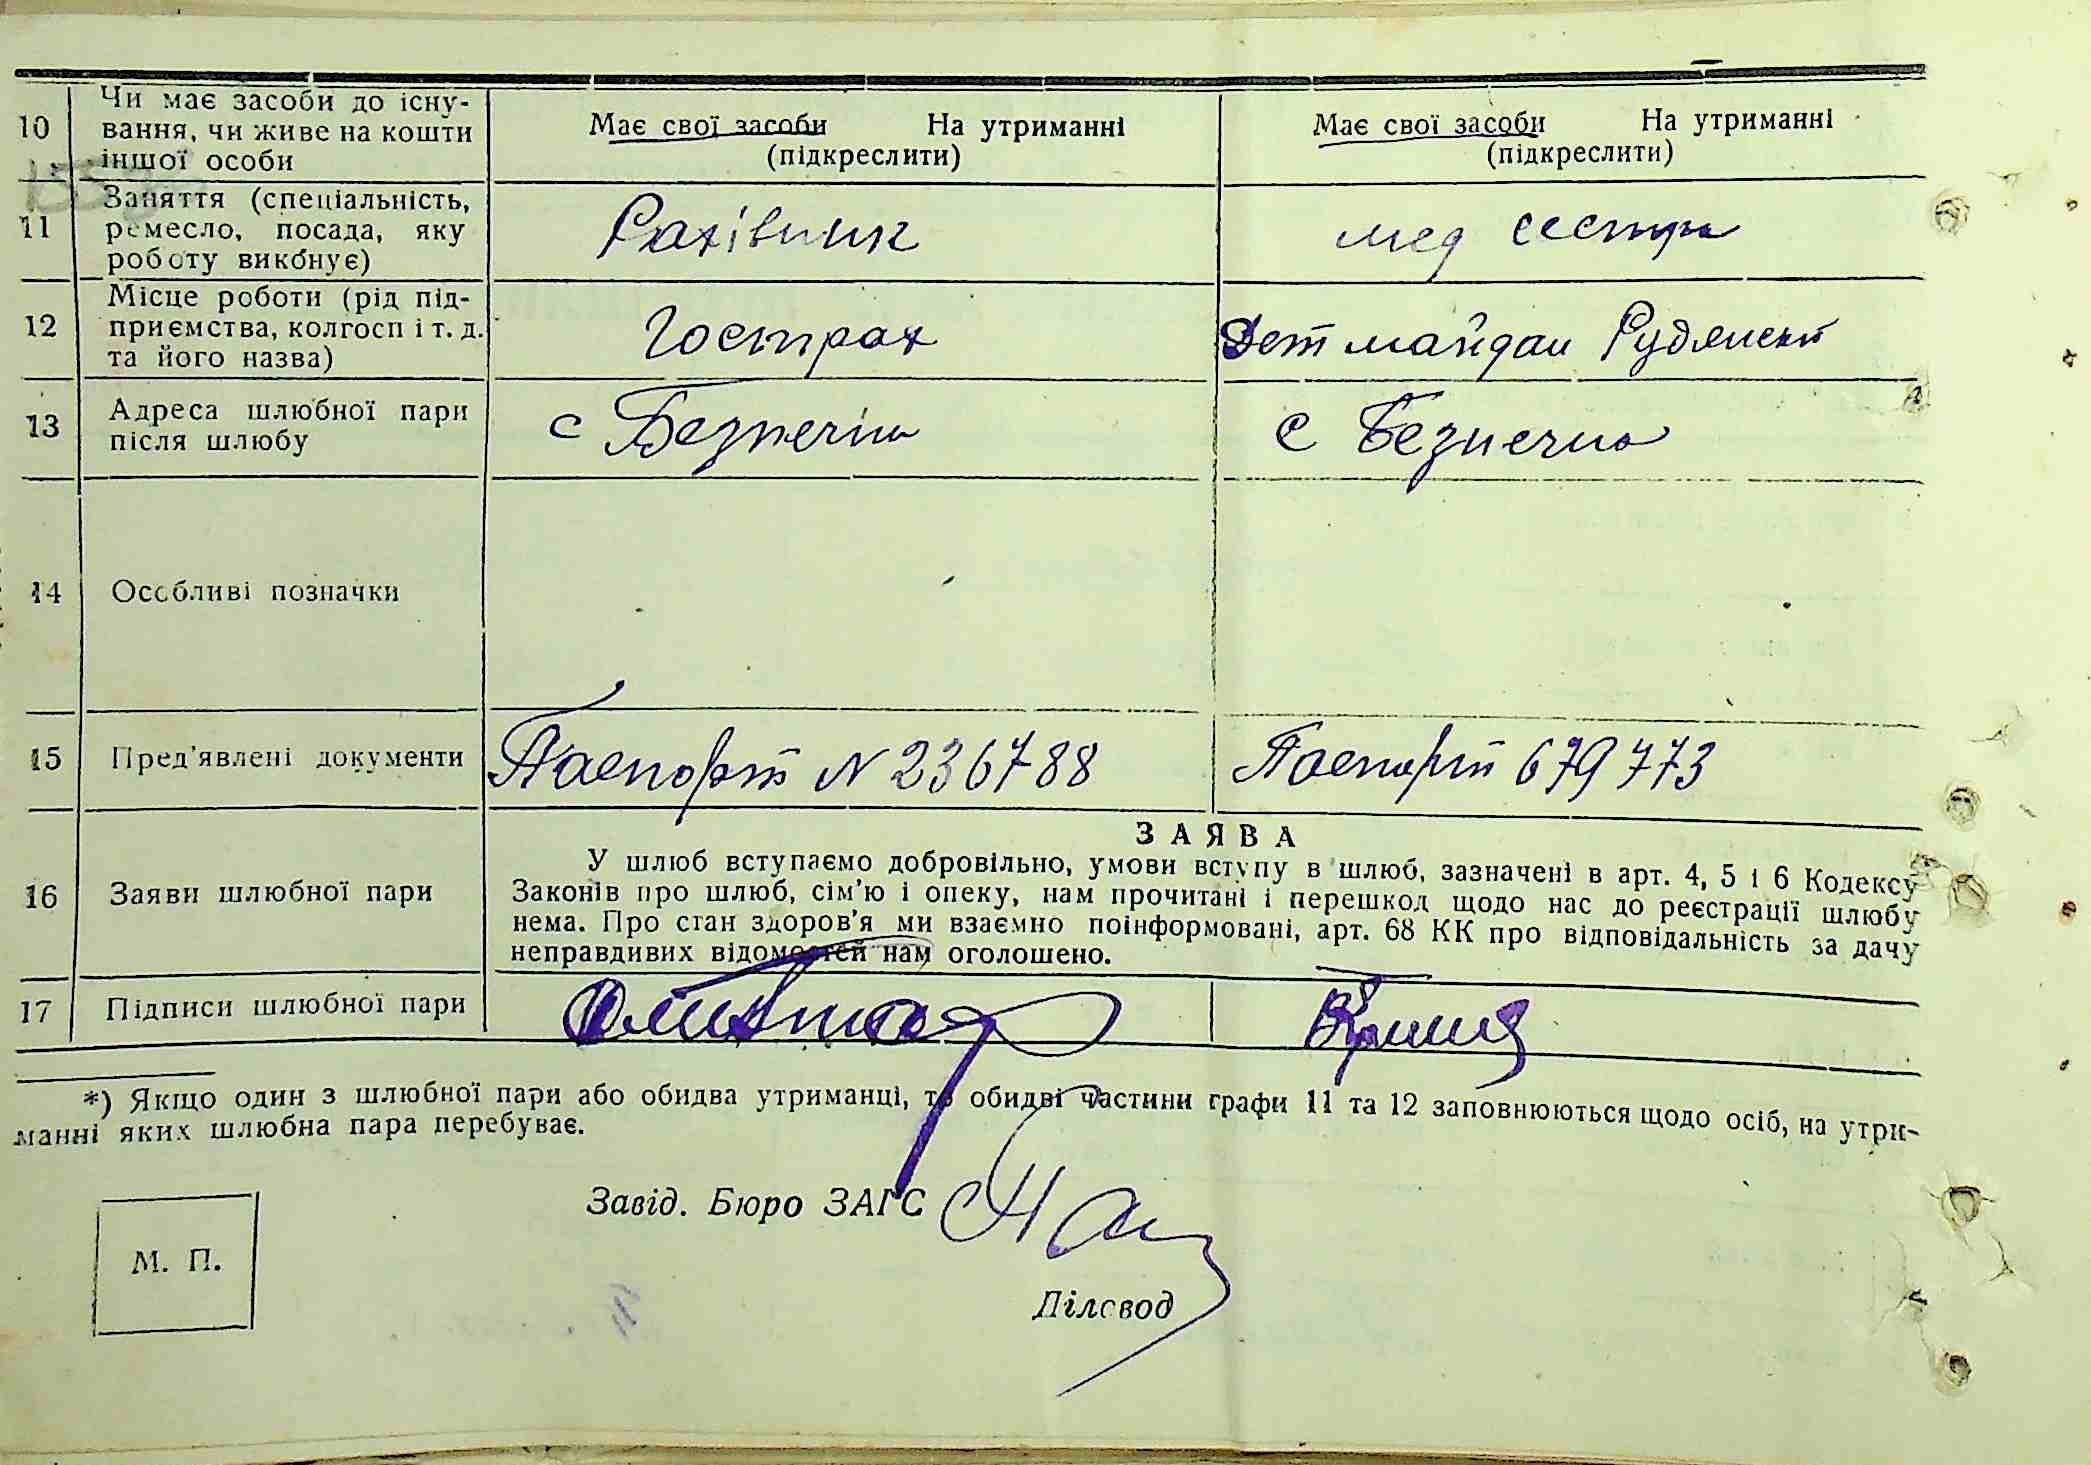 10 Чи має засоби до існу-
вання, чи живе на кошти
іншої особи
Має свої засоби На утриманні
(підкреслити)
Має свої засоби На утриманні
(підкреслити)
11 Заняття (спеціальність,
ремесло, посада, яку
роботу виконує)
Рахівник
мед сестра
12 Місце роботи (рід під-
приємства, колгосп і т. д.
та його назва)
Гострах
Дет майдан
13 Адреса шлюбної пари
після шлюбу
с Безпечна
с Безпечна
14 Особливі позначки
15 Пред'явлені документи
Паспорт N 236788
Паспорт 679773
16 Заяви шлюбної пари
ЗАЯВА
У шлюб вступаємо добровільно, умови вступу в шлюб, зазначені в арт. 4, 5 і 6 Кодексу
Законів про шлюб, сім'ю і опеку, нам прочитані і перешкод щодо нас до реєстрації шлюбу
нема. Про стан здоров'я ми взаємно поінформовані, арт. 68 КК про відповідальність за дачу
неправдивих відомостей нам оголошено.
17 Підписи шлюбної пари
*) Якщо один з шлюбної пари або обидва утриманці, то обидві частини графи 11 та 12 заповнюються щодо осіб, на утри-
манні яких шлюбна пара перебуває.
Завід. Бюро ЗАГС
М. П.
Діловод